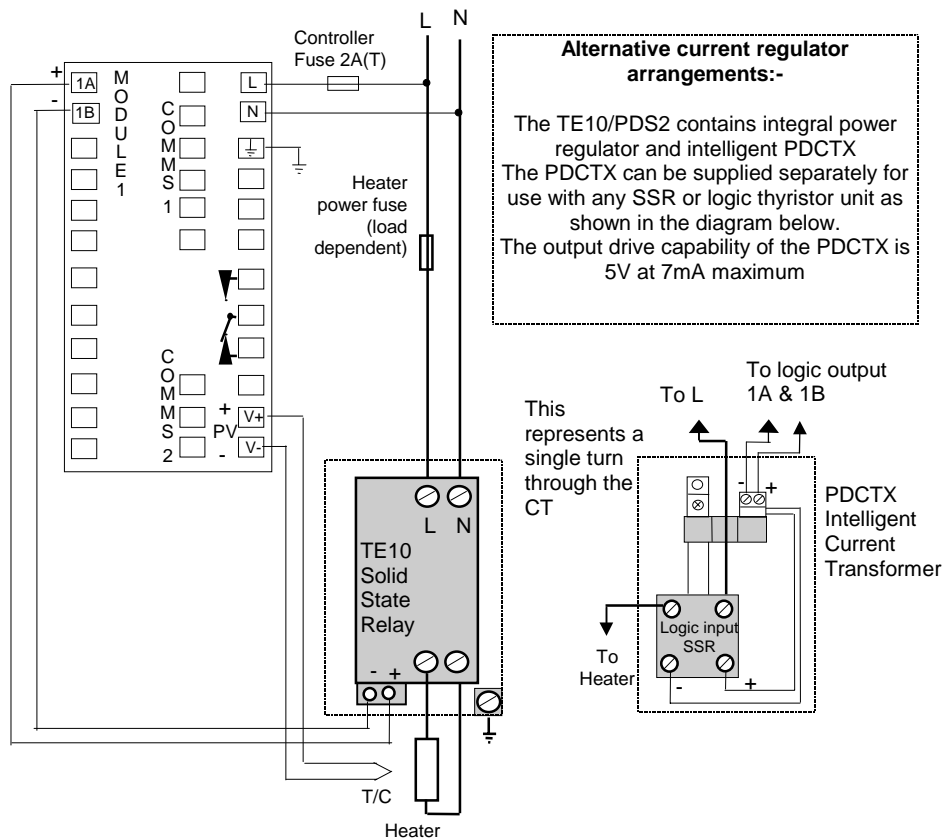 L N
Controller
Fuse 2A(T)
+ 1A
- 1B
MODULE 1
COMMS 1
L
N
Heater
power fuse
(load
dependent)
COMMS 2
+
PV
-
V+
V-
L N
TE10
Solid
State
Relay
- +
T/C
Heater
Alternative current regulator
arrangements:-
The TE10/PDS2 contains integral power
regulator and intelligent PDCTX
The PDCTX can be supplied separately for
use with any SSR or logic thyristor unit as
shown in the diagram below.
The output drive capability of the PDCTX is
5V at 7mA maximum
This
represents a
single turn
through the
CT
To L
To logic output
1A & 1B
- +
PDCTX
Intelligent
Current
Transformer
Logic input
SSR
- +
To
Heater